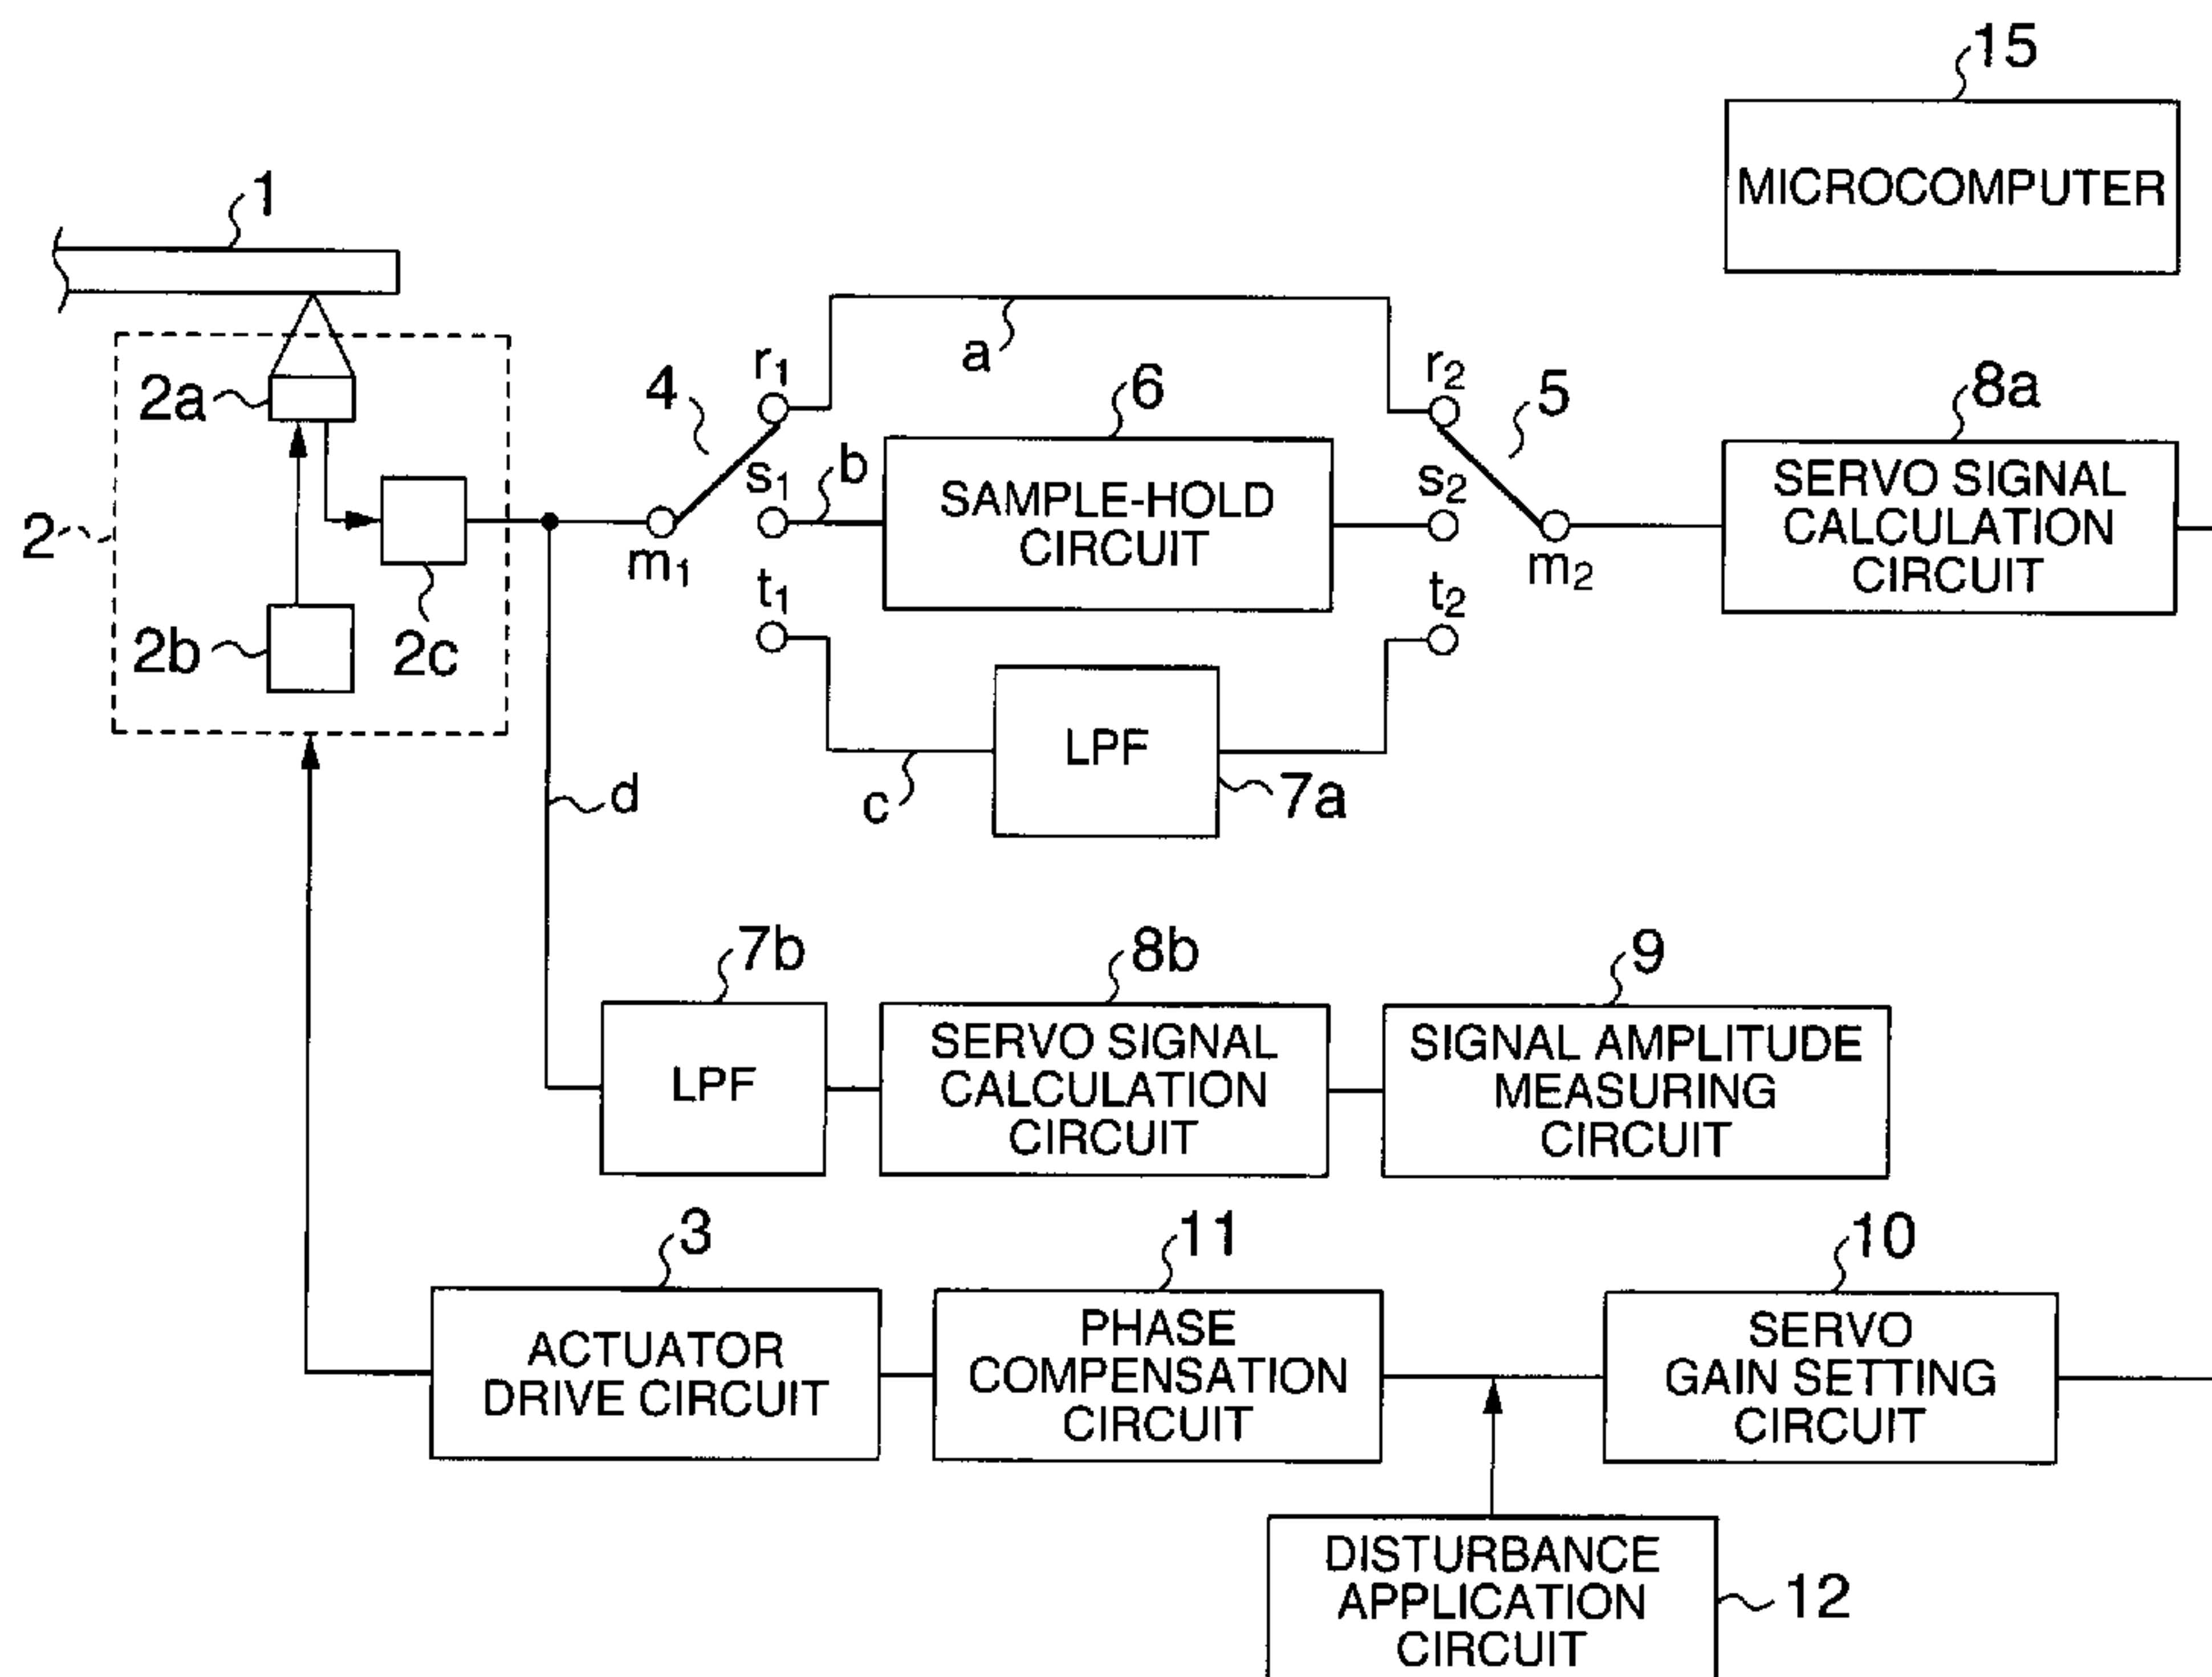 15
MICROCOMPUTER
1
a
r₁
r₂
4
6
5
8a
2a
s₁
b
SAMPLE-HOLD
CIRCUIT
s₂
SERVO SIGNAL
CALCULATION
CIRCUIT
2
m₁
m₂
t₁
t₂
2b
2c
LPF
d
c
7a
7b
8b
9
LPF
SERVO SIGNAL
CALCULATION
CIRCUIT
SIGNAL AMPLITUDE
MEASURING
CIRCUIT
3
11
10
ACTUATOR
DRIVE CIRCUIT
PHASE
COMPENSATION
CIRCUIT
SERVO
GAIN SETTING
CIRCUIT
DISTURBANCE
APPLICATION
CIRCUIT
12